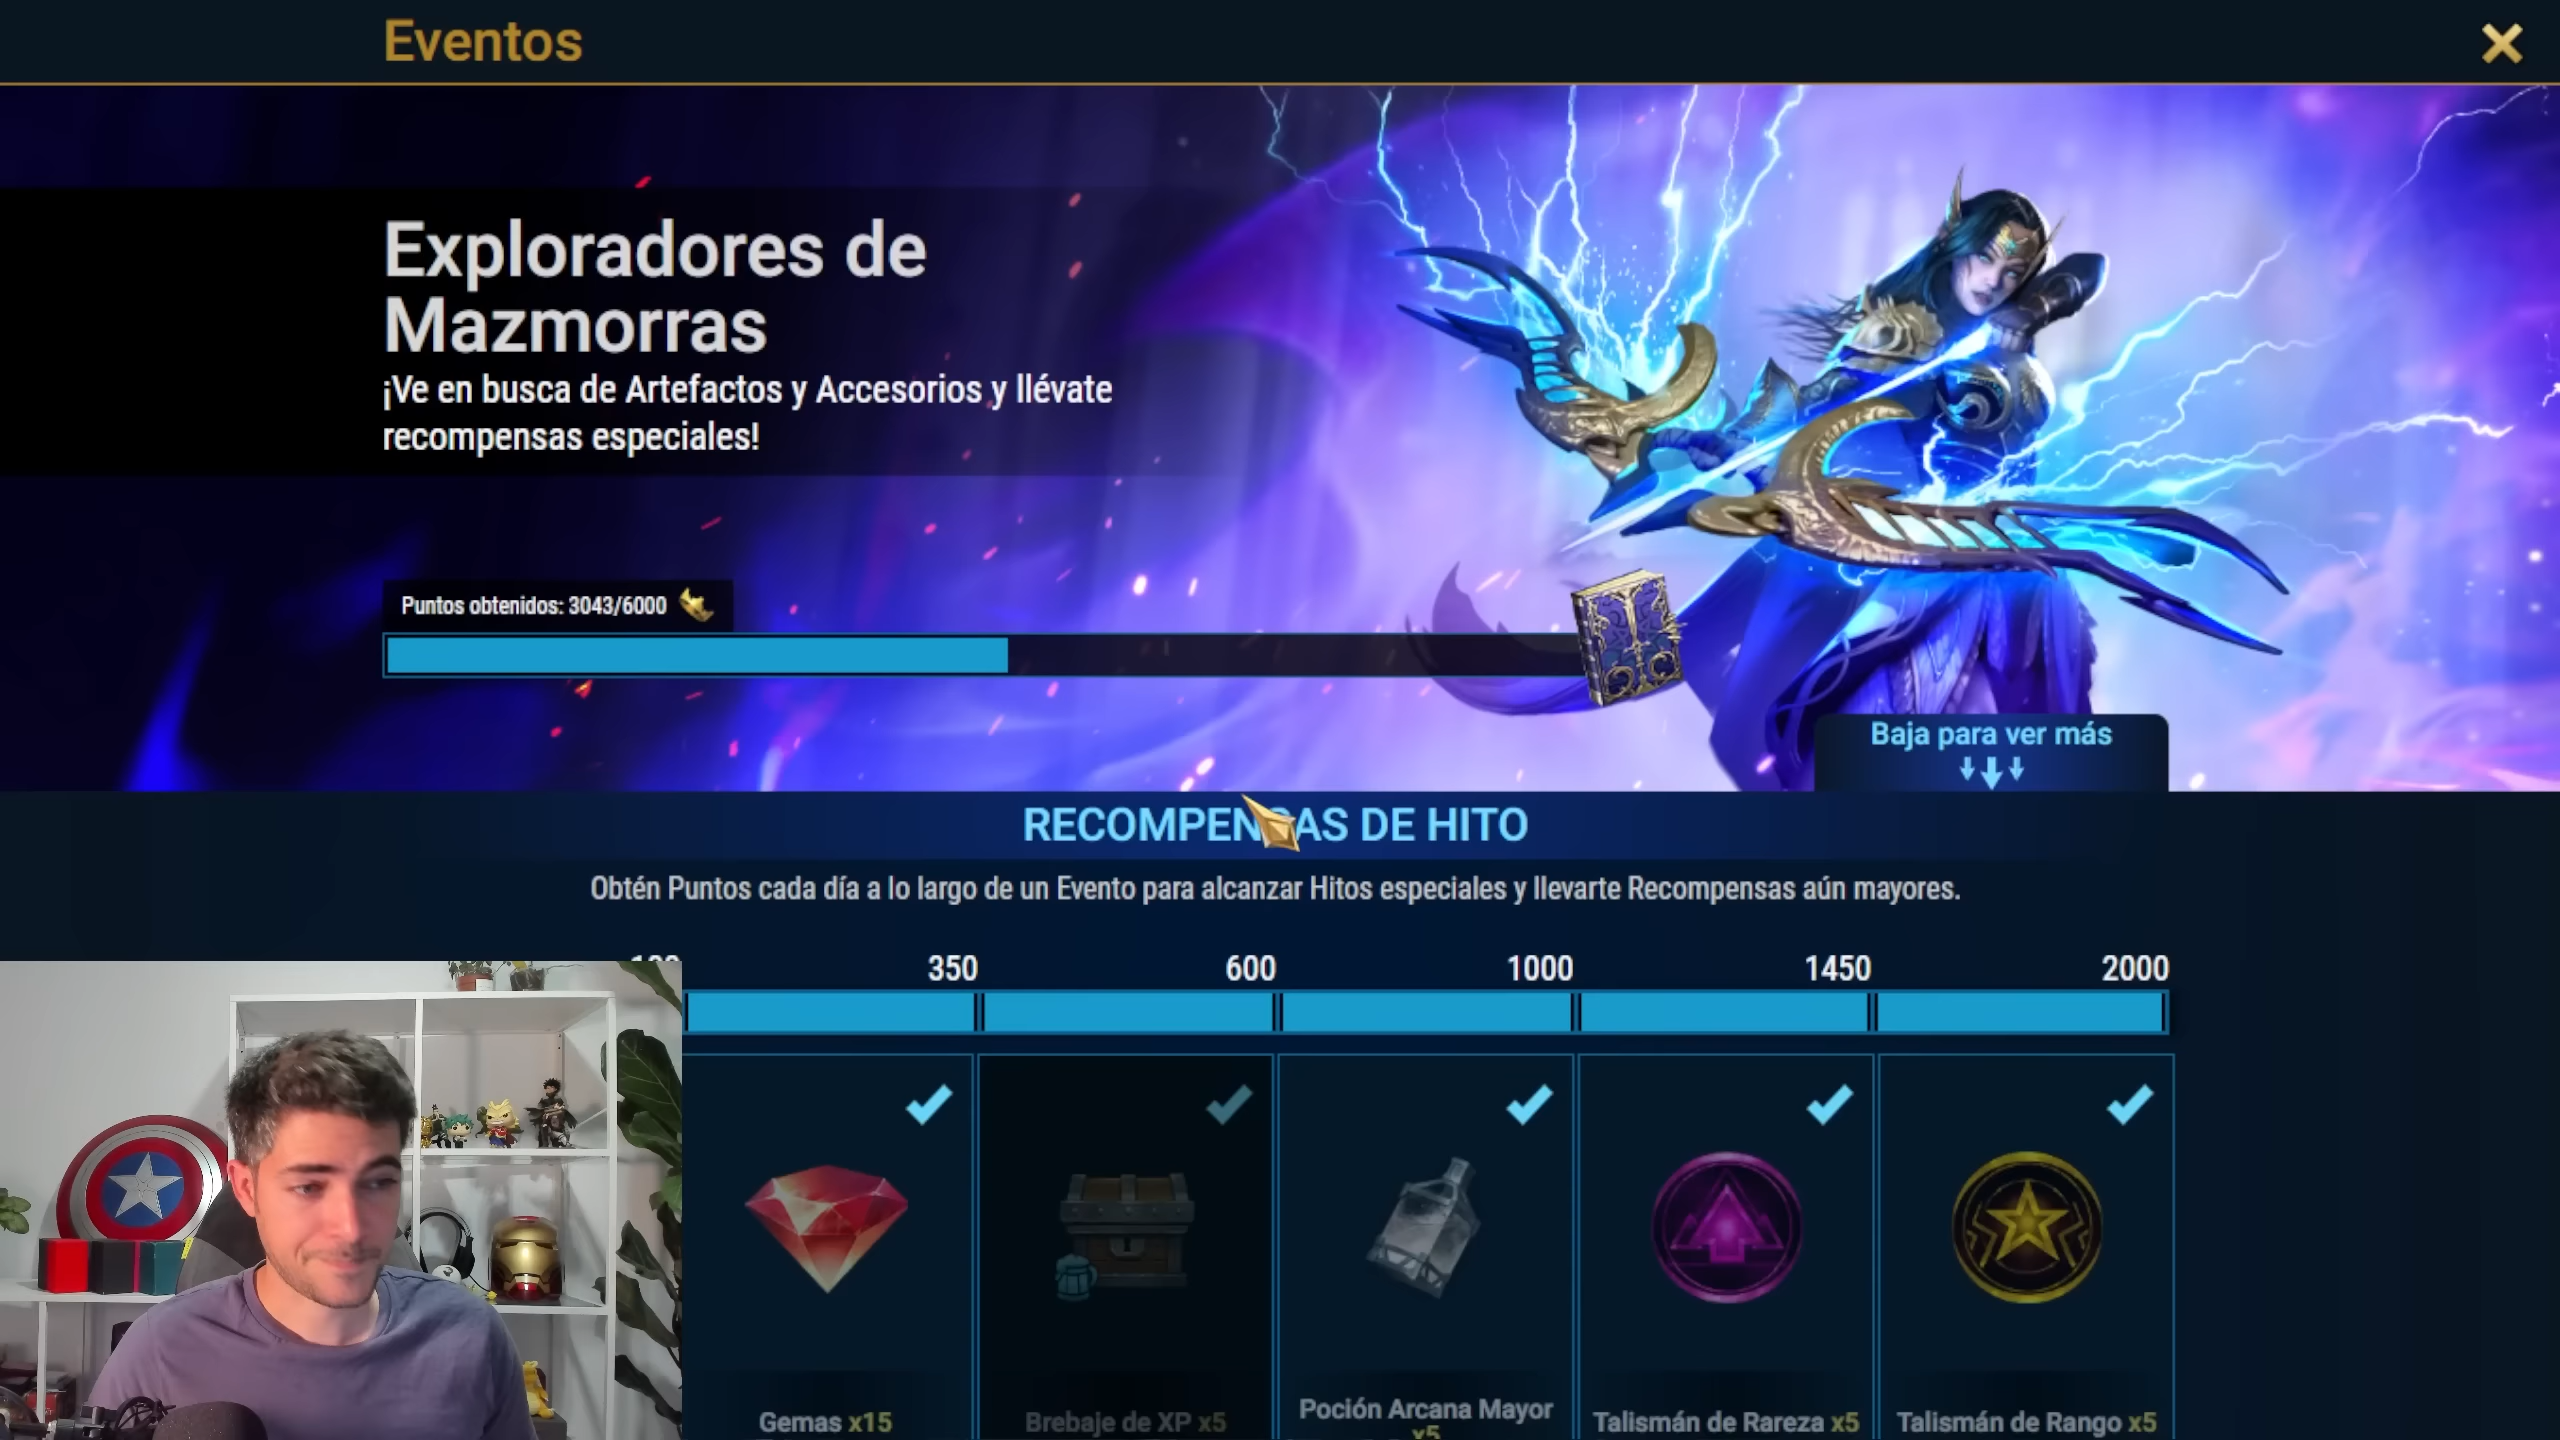 Eventos
Exploradores de
Mazmorras
¡Ve en busca de Artefactos y Accesorios y llévate
recompensas especiales!
Puntos obtenidos: 3043/6000
Baja para ver más
RECOMPENSAS DE HITO
Obtén Puntos cada día a lo largo de un Evento para alcanzar Hitos especiales y llevarte Recompensas aún mayores.
350 600 1000 1450 2000
Gemas x15
Brebaje de XP x5
Poción Arcana Mayor
x5
Talismán de Rareza x5
Talismán de Rango x5